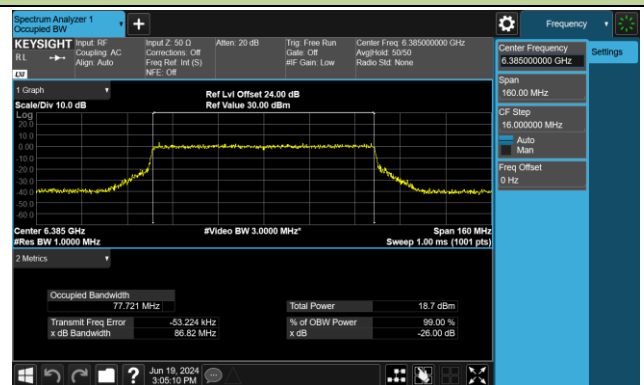 Spectrum Analyzer 1
Occupied BW
+
Frequency
KEYSIGHT
RL
LW
Input: RF
Coupling: AC
Align: Auto
Input Z: 50 Ω
Corrections: Off
Freq Ref: Int (S)
NFE: Off
Atten: 20 dB
Trig: Free Run
Gate: Off
#IF Gain: Low
Center Freq: 6.385000000 GHz
Avg|Hold: 50/50
Radio Std: None
Center Frequency
6.385000000 GHz
Settings
Span
160.00 MHz
CF Step
16.000000 MHz
Auto
Man
Freq Offset
0 Hz
1 Graph
Scale/Div 10.0 dB
Ref Lvl Offset 24.00 dB
Ref Value 30.00 dBm
Log
20.0
10.0
0.00
-10.0
-20.0
-30.0
-40.0
-50.0
-60.0
Center 6.385 GHz
#Res BW 1.0000 MHz
#Video BW 3.0000 MHz*
Span 160 MHz
Sweep 1.00 ms (1001 pts)
2 Metrics
Occupied Bandwidth
77.721 MHz
Total Power 18.7 dBm
Transmit Freq Error -53.224 kHz
% of OBW Power 99.00 %
x dB Bandwidth 86.82 MHz
x dB -26.00 dB
?
Jun 19, 2024
3:05:10 PM